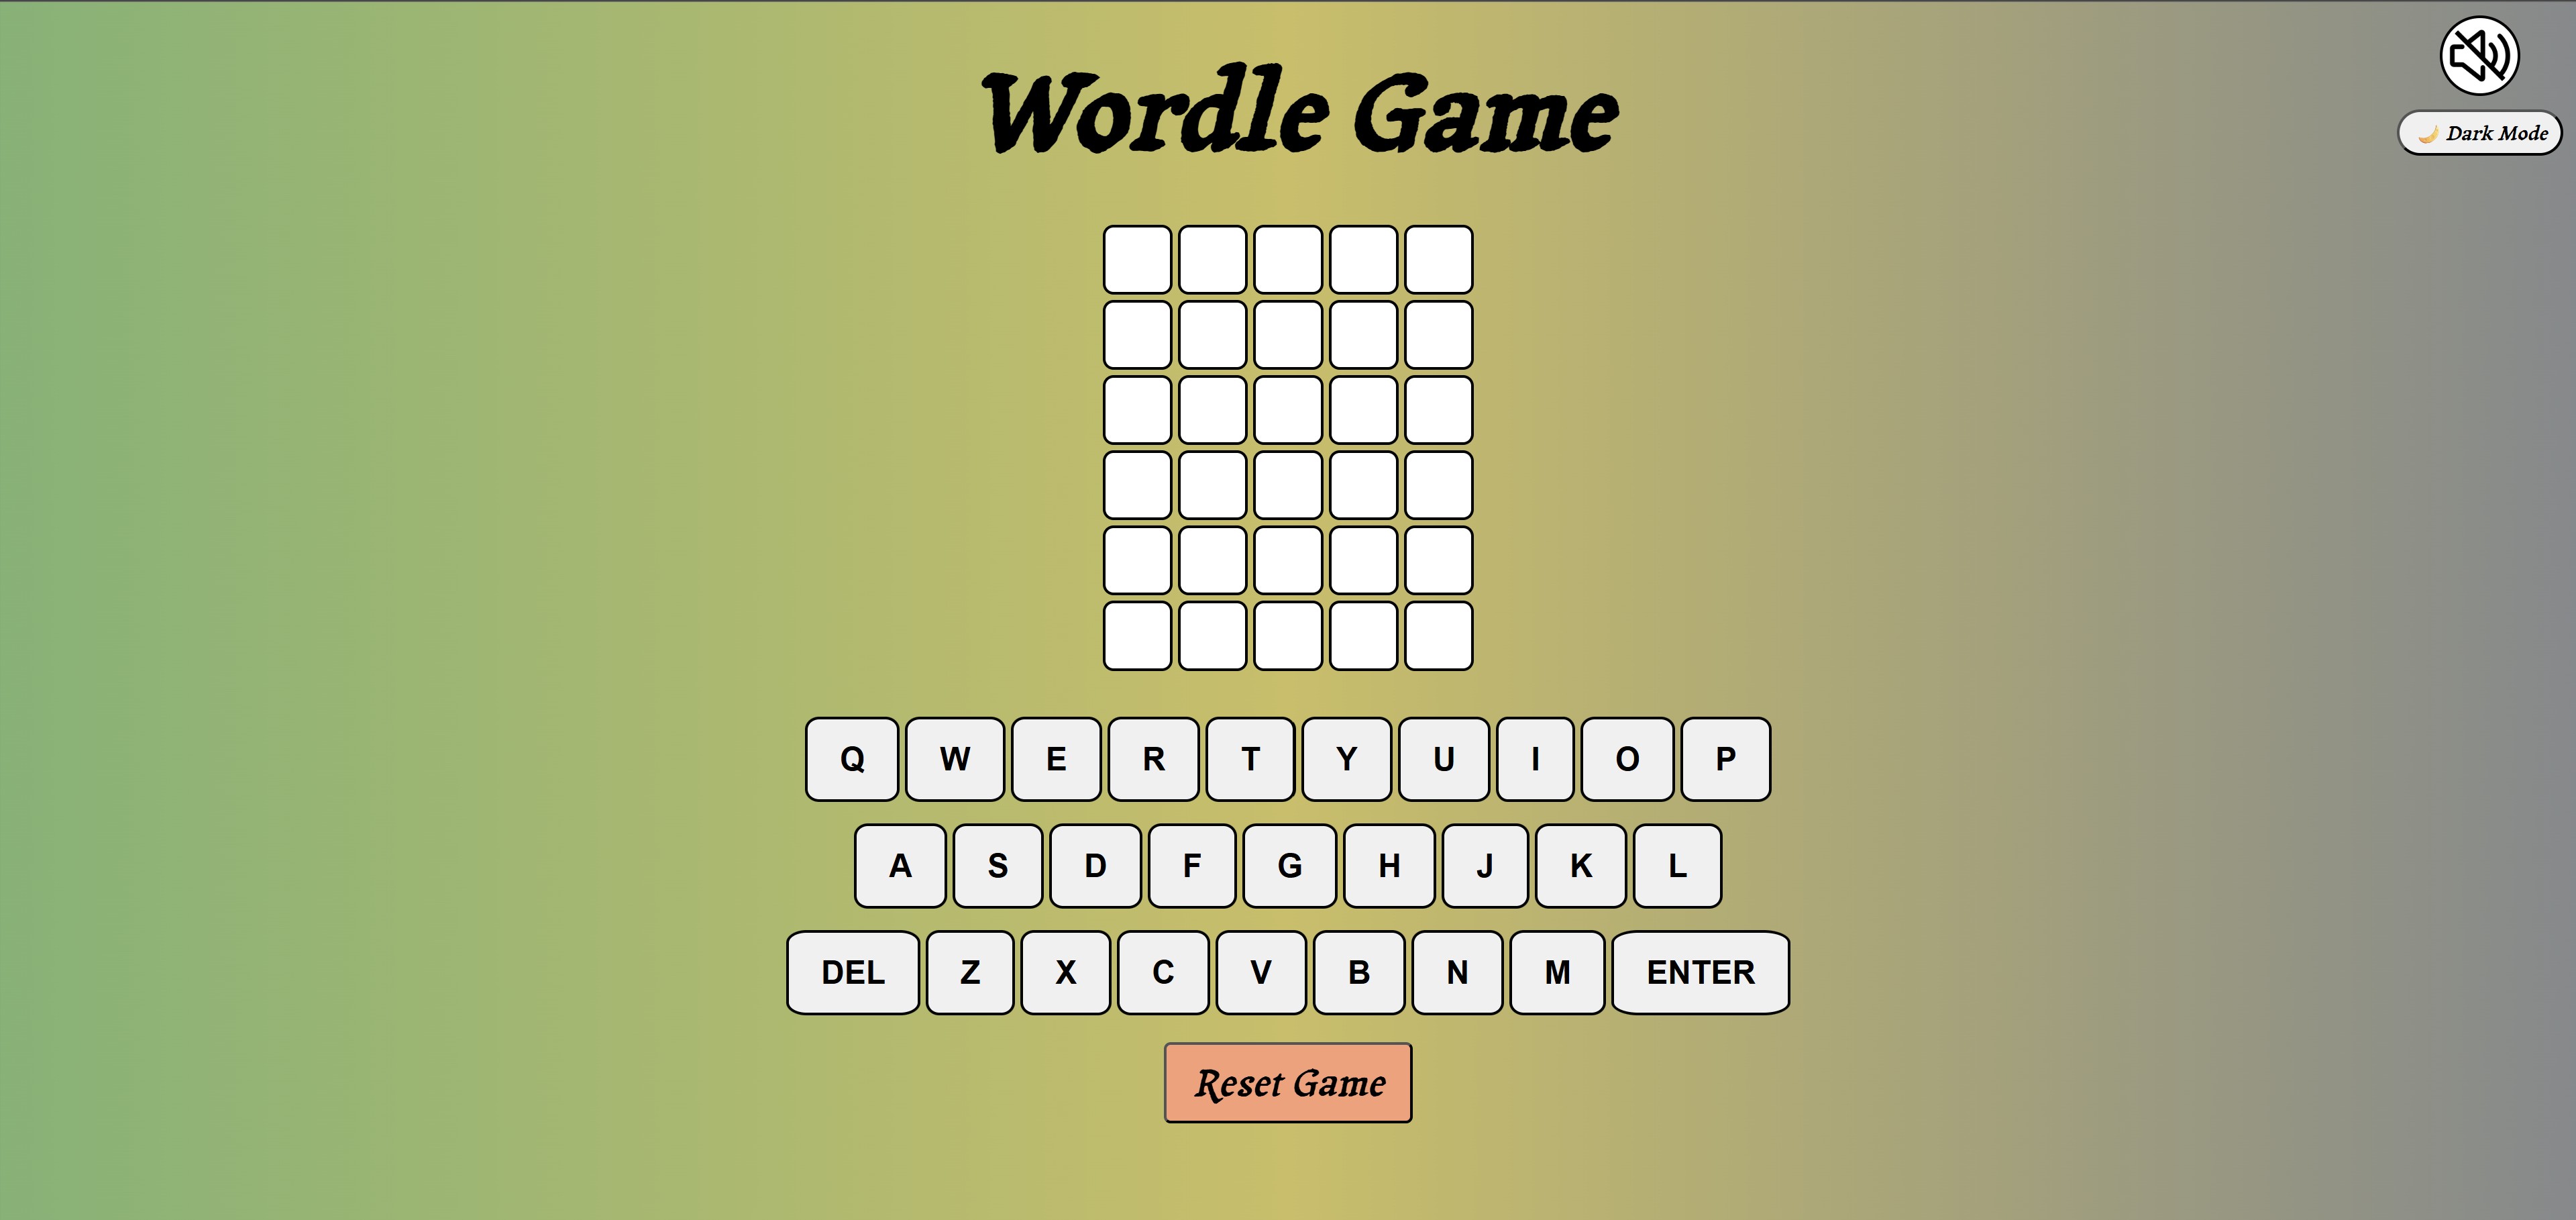 Wordle Game
🌙 Dark Mode
Q W E R T Y U I O P
A S D F G H J K L
DEL Z X C V B N M ENTER
Reset Game